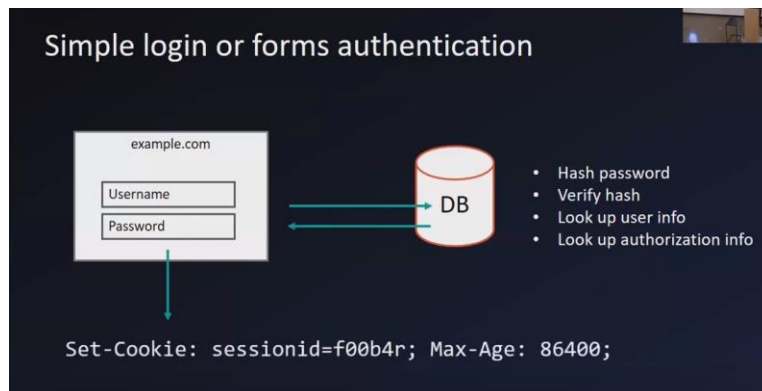 Simple login or forms authentication
example.com
Username
Password
DB
• Hash password
• Verify hash
• Look up user info
• Look up authorization info
Set-Cookie: sessionid=f00b4r; Max-Age: 86400;